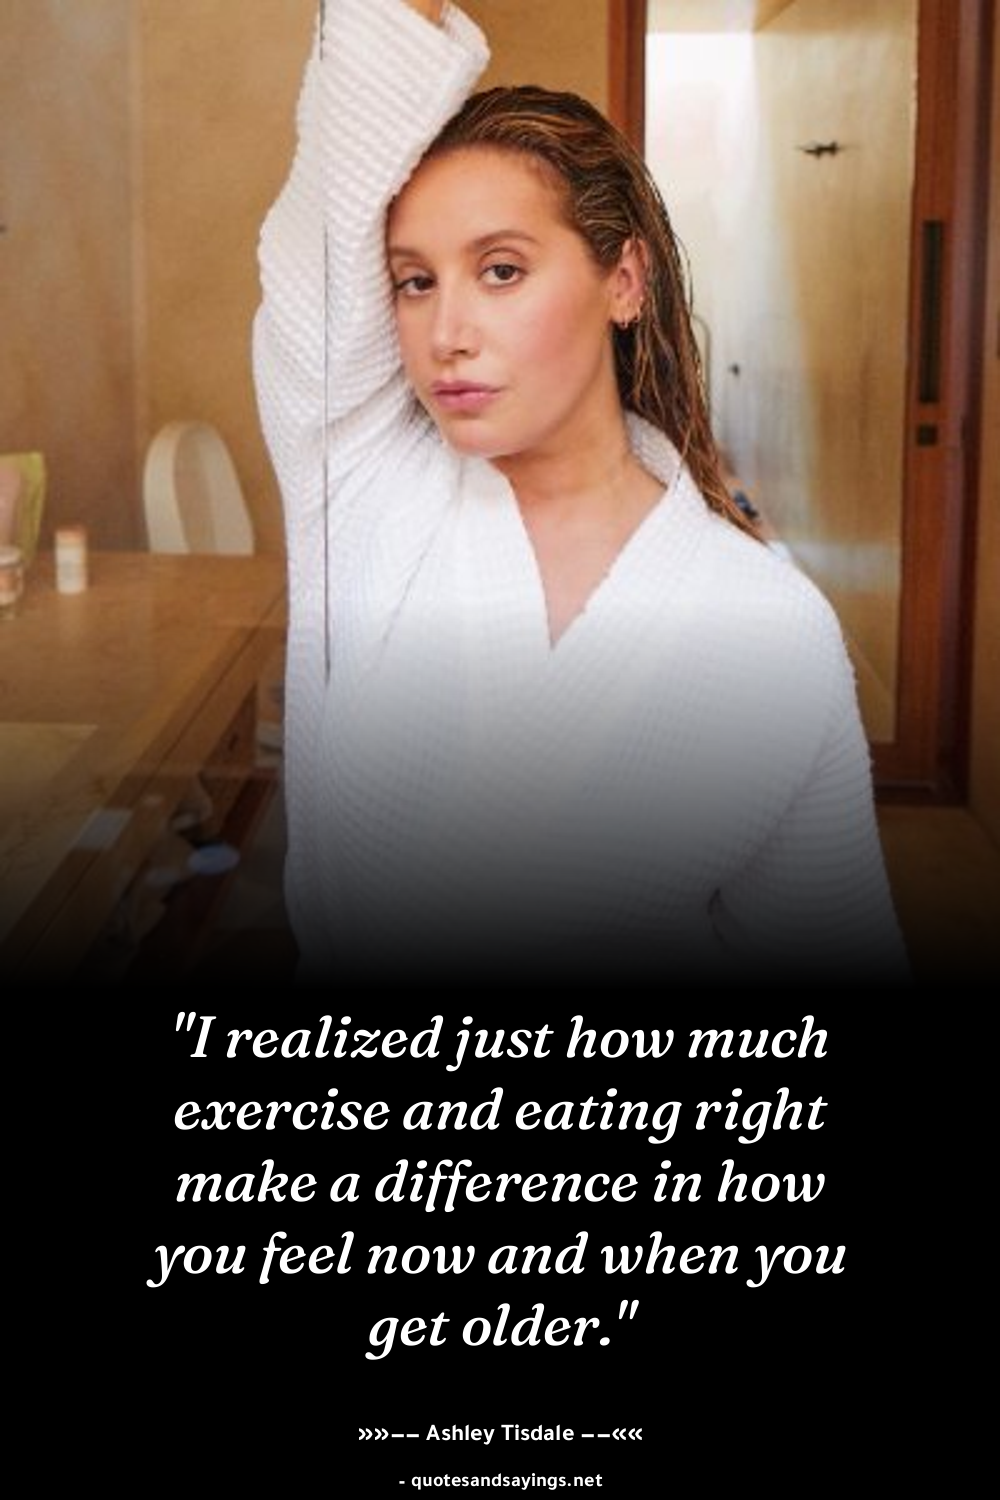 "I realized just how much
exercise and eating right
make a difference in how
you feel now and when you
get older."
»»–– Ashley Tisdale ––««
- quotesandsayings.net